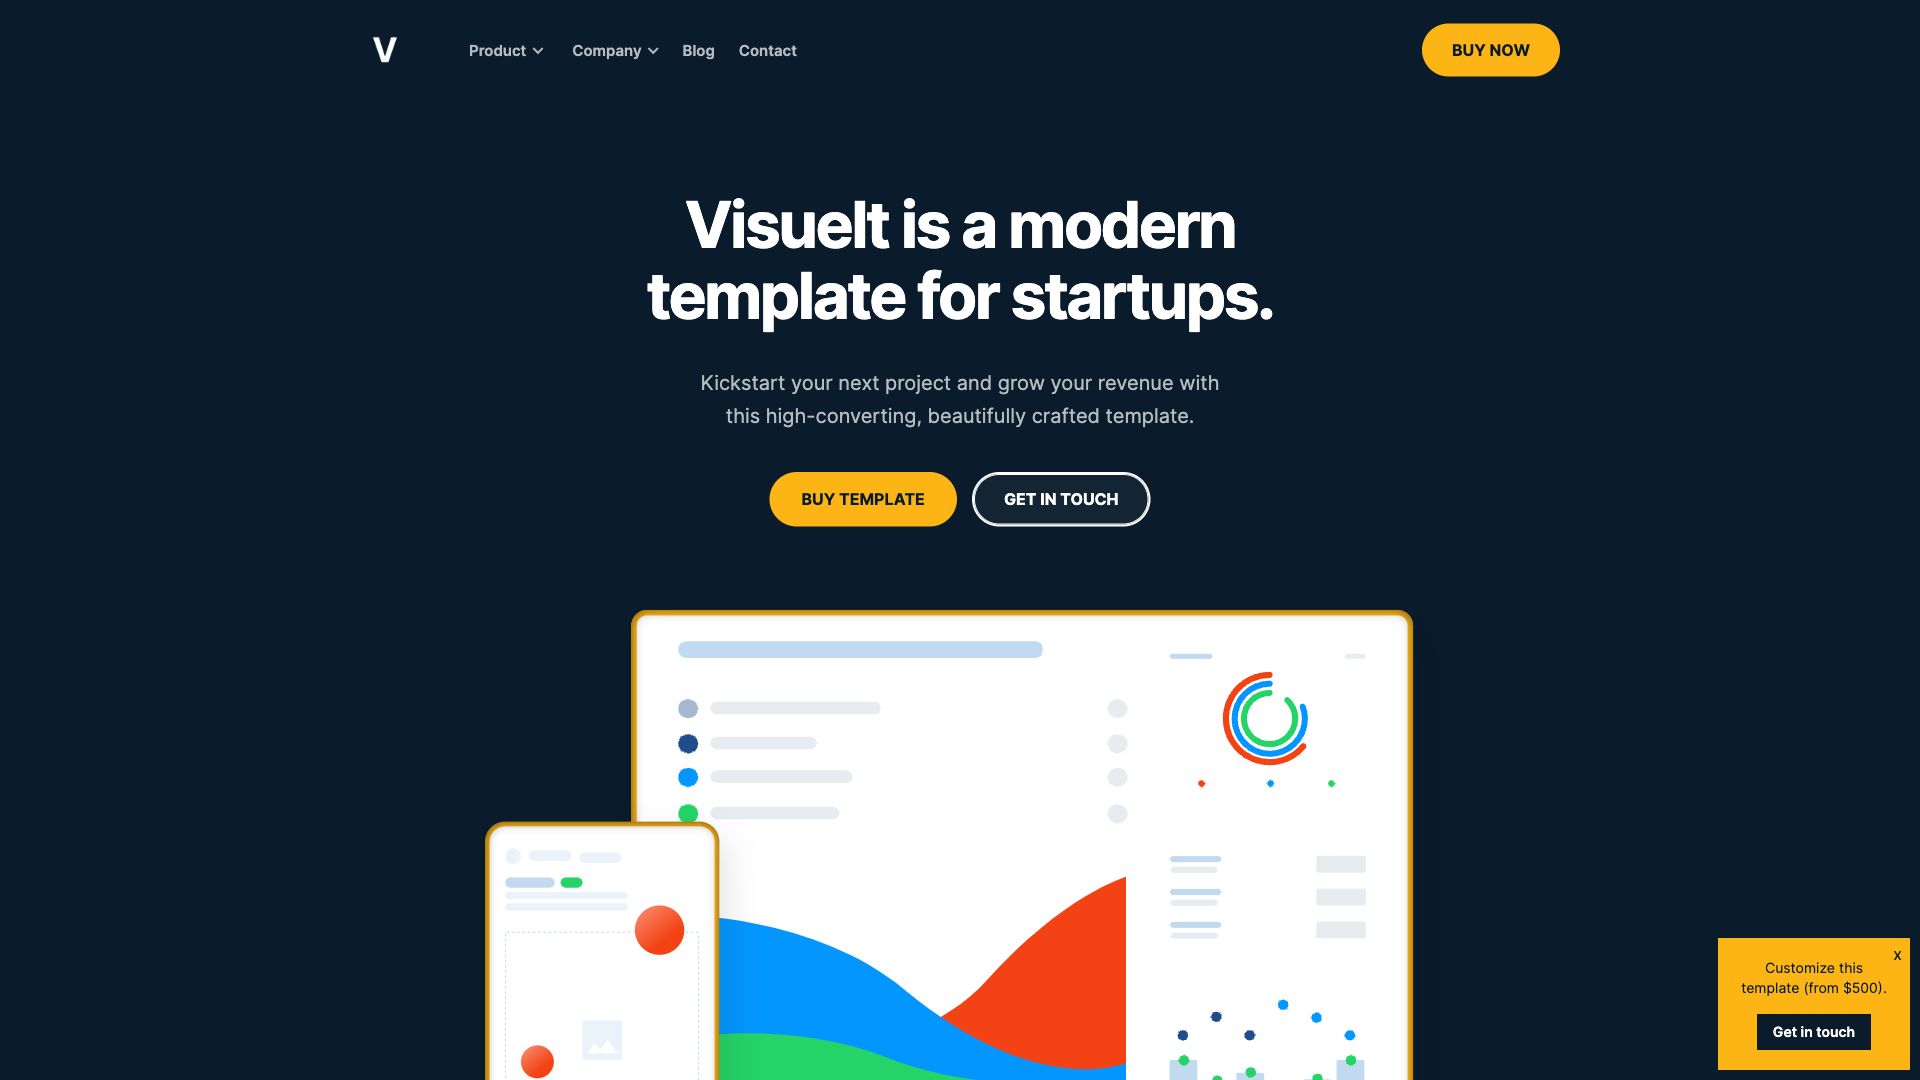 V
Product
Company
Blog
Contact
BUY NOW
Visuelt is a modern
template for startups.
Kickstart your next project and grow your revenue with
this high-converting, beautifully crafted template.
BUY TEMPLATE
GET IN TOUCH
x
Customize this
template (from $500).
Get in touch